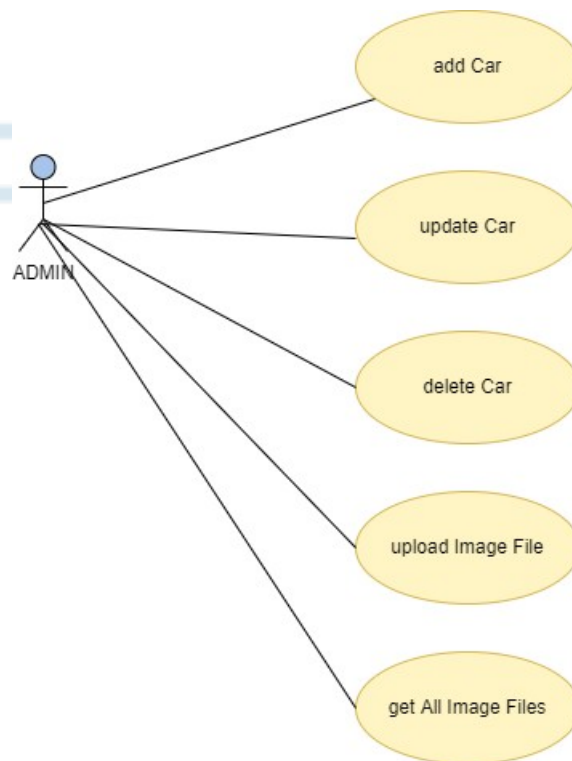 add Car
update Car
ADMIN
delete Car
upload Image File
get All Image Files